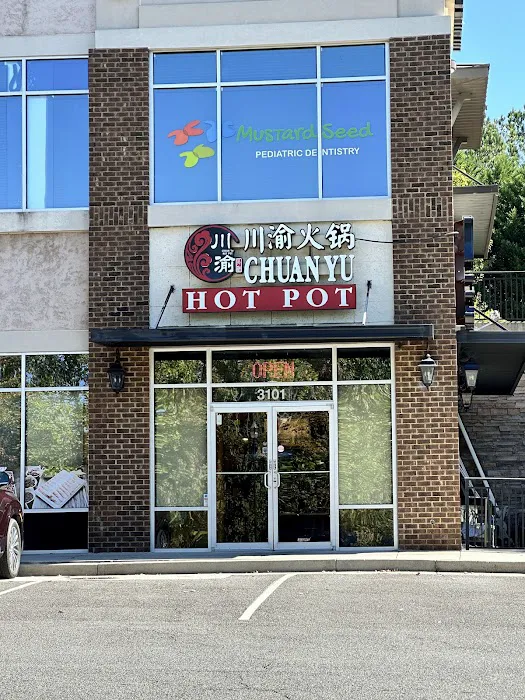 Mustard Seed
PEDIATRIC DENTISTRY
川渝
川渝火锅
CHUAN YU
HOT POT
OPEN
3101